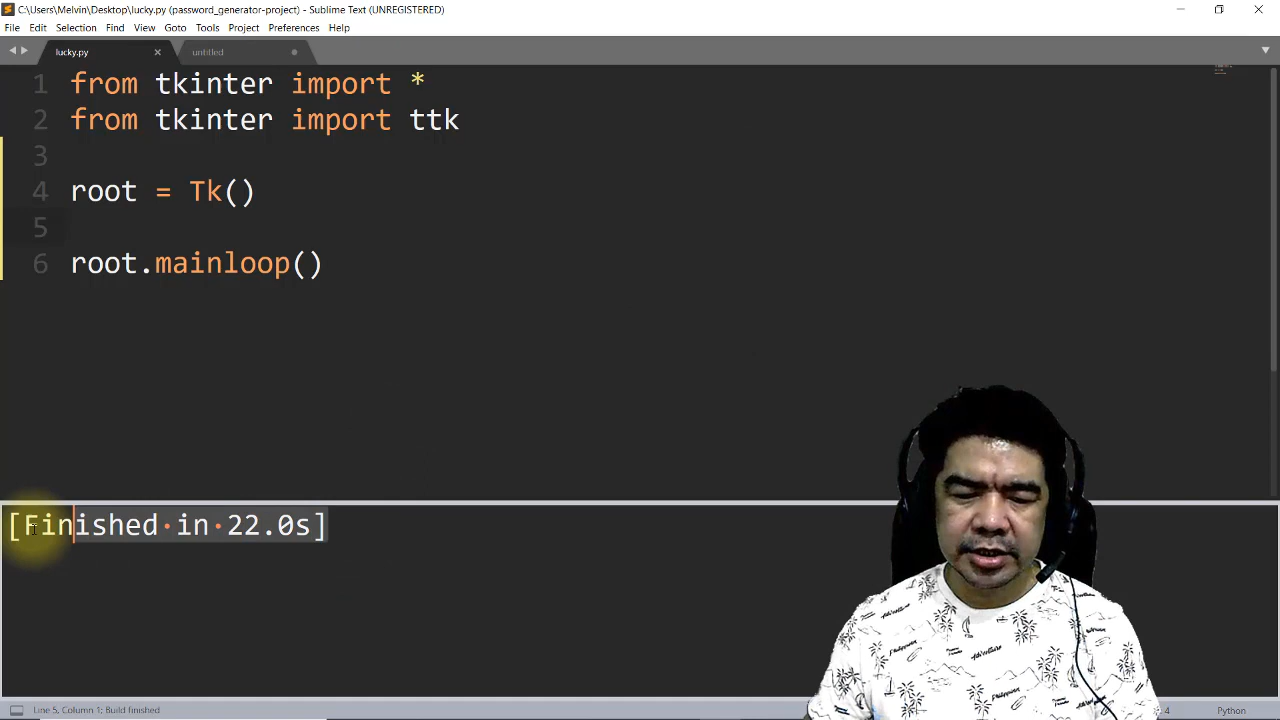 C:\Users\Melvin\Desktop\lucky.py (password_generator-project) - Sublime Text (UNREGISTERED)
File Edit Selection Find View Goto Tools Project Preferences Help
lucky.py untitled
1 from tkinter import *
2 from tkinter import ttk
3
4 root = Tk()
5
6 root.mainloop()
[Finished in 22.0s]
Line 5, Column 1; Build finished
4 Python